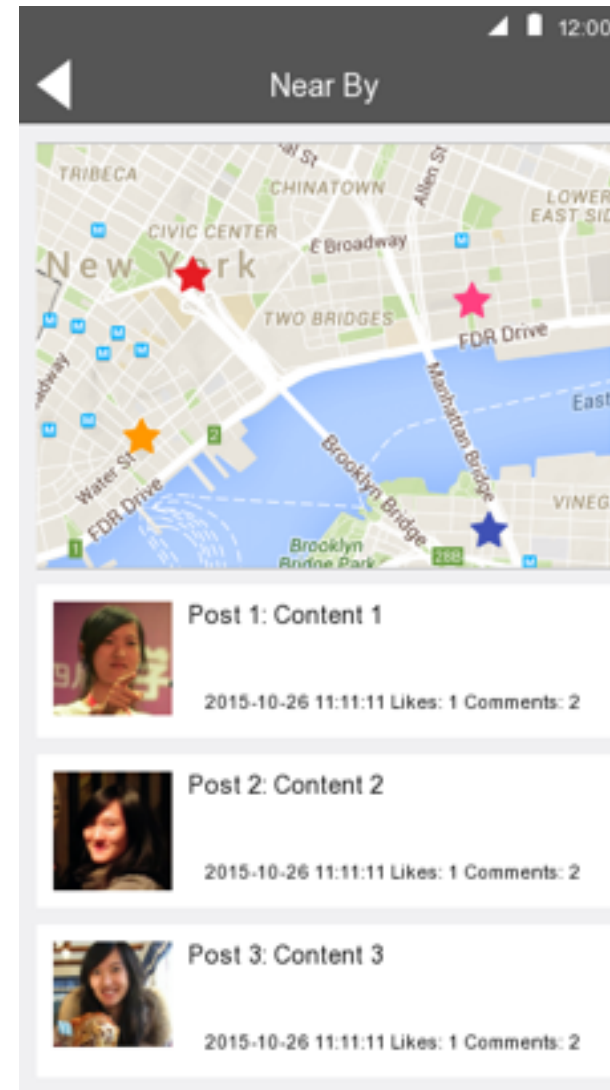 12:00
Near By
TRIBECA
CHINATOWN
Allen St
LOWER
EAST SID
CIVIC CENTER
E Broadway
New York
TWO BRIDGES
FDR Drive
Manhattan Bridge
East
Water St
2
Brooklyn Bridge
FDR Drive
VINEG
1
Brooklyn
Bridge Park
28B
Post 1: Content 1
2015-10-26 11:11:11 Likes: 1 Comments: 2
Post 2: Content 2
2015-10-26 11:11:11 Likes: 1 Comments: 2
Post 3: Content 3
2015-10-26 11:11:11 Likes: 1 Comments: 2